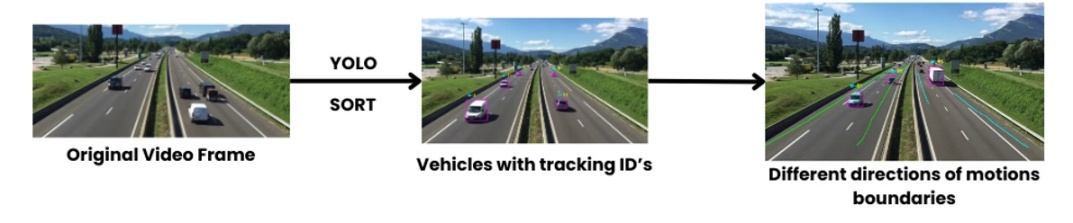 YOLO
SORT
Original Video Frame
Vehicles with tracking ID's
Different directions of motions
boundaries